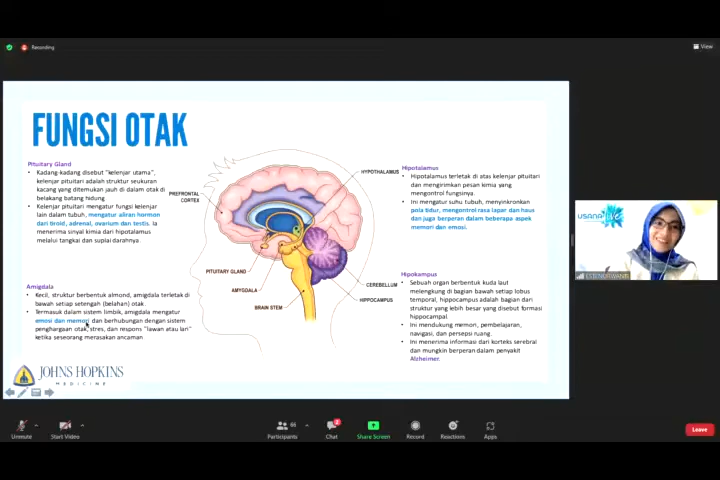 Recording
View
FUNGSI OTAK
Pituitary Gland
• Kadang-kadang disebut "kelenjar utama",
kelenjar pituitari adalah struktur seukuran
kacang yang ditemukan jauh di dalam otak di
belakang batang hidung
• Kelenjar pituitari mengatur fungsi kelenjar
lain dalam tubuh, mengatur aliran hormon
dari tiroid, adrenal, ovarium dan testis. Ia
menerima sinyal kimia dari hipotalamus
melalui tangkai dan suplai darahnya
Amigdala
• Kecil, struktur berbentuk almond, amigdala terletak di
bawah setiap setengah (belahan) otak.
• Termasuk dalam sistem limbik, amigdala mengatur
emosi dan memori dan berhubungan dengan sistem
penghargaan otak, stres, dan respons "lawan atau lari"
ketika seseorang merasakan ancaman
PREFRONTAL
CORTEX
HYPOTHALAMUS
PITUITARY GLAND
AMYGDALA
BRAIN STEM
CEREBELLUM
HIPPOCAMPUS
Hipotalamus
• Hipotalamus terletak di atas kelenjar pituitari
dan mengirimkan pesan kimia yang
mengontrol fungsinya.
• Ini mengatur suhu tubuh, menyinkronkan
pola tidur, mengontrol rasa lapar dan haus
dan juga berperan dalam beberapa aspek
memori dan emosi.
Hipokampus
• Sebuah organ berbentuk kuda laut
melengkung di bagian bawah setiap lobus
temporal, hippocampus adalah bagian dari
struktur yang lebih besar yang disebut formasi
hippocampal
• Ini mendukung memori, pembelajaran,
navigasi, dan persepsi ruang.
• Ini menerima informasi dari korteks serebral
dan mungkin berperan dalam penyakit
Alzheimer.
JOHNS HOPKINS
MEDICINE
usana live
Unmute
Start Video
Participants
Chat
Share Screen
Record
Reactions
Apps
Leave